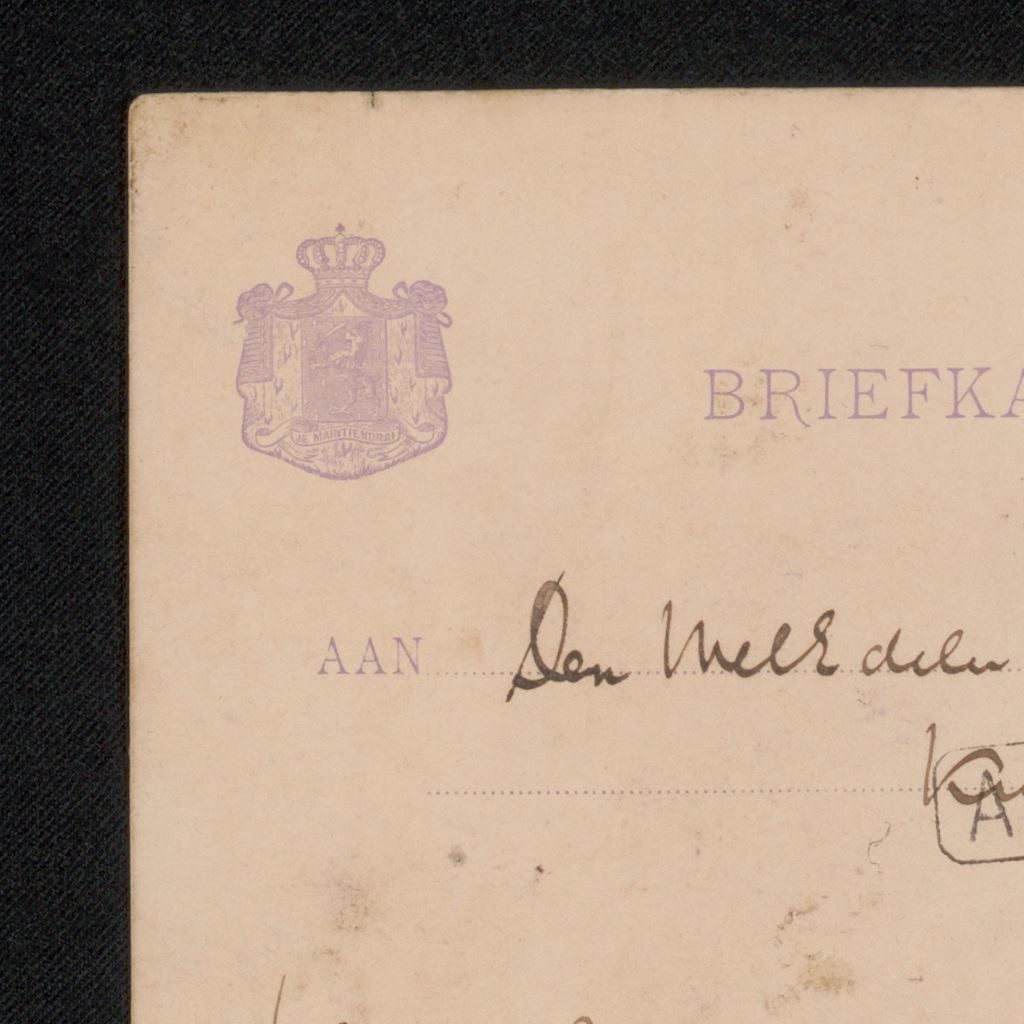 JE MAINTIENDRAI
BRIEFKA
AAN Den WelEdelen
A